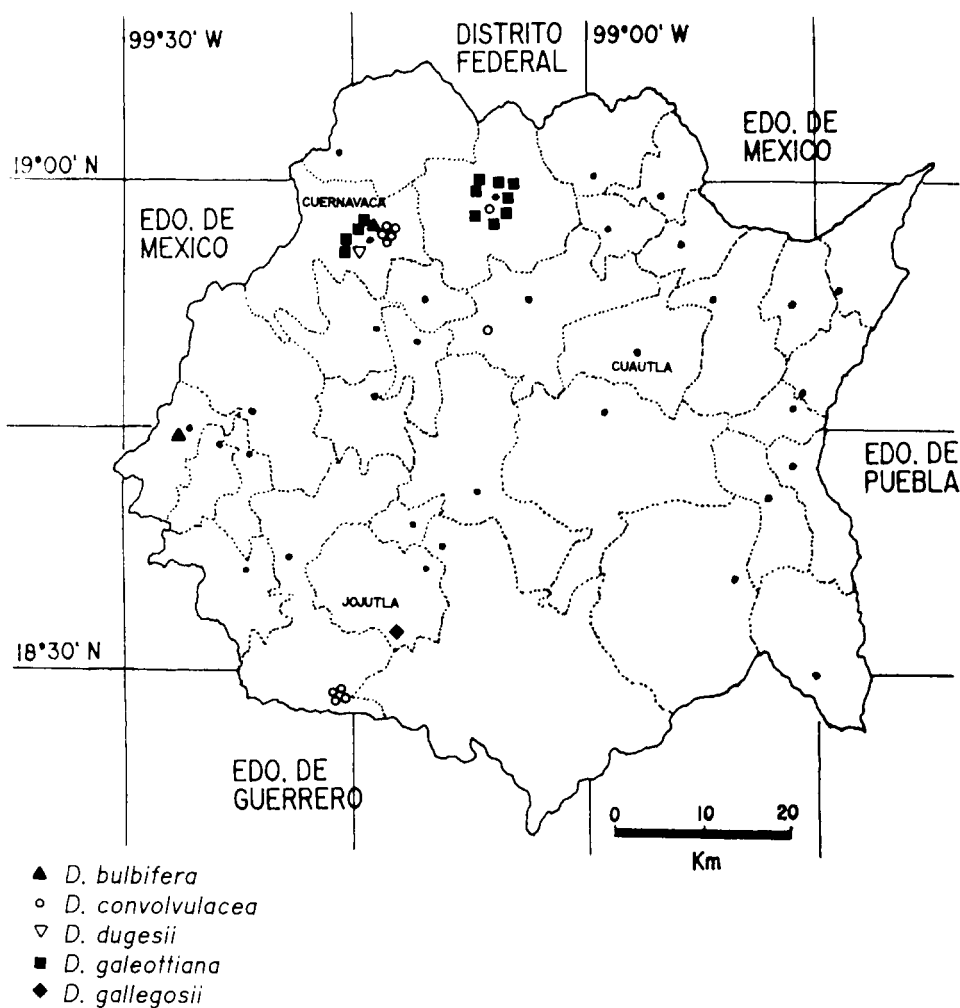 99°30' W
DISTRITO
FEDERAL
99°00' W
EDO. DE
MEXICO
19°00' N
CUERNAVACA
EDO. DE
MEXICO
CUAUTLA
EDO. DE
PUEBLA
JOJUTLA
18°30' N
EDO. DE
GUERRERO
0 10 20
Km
D. bulbifera
D. convolvulacea
D. dugesii
D. galeottiana
D. gallegosii